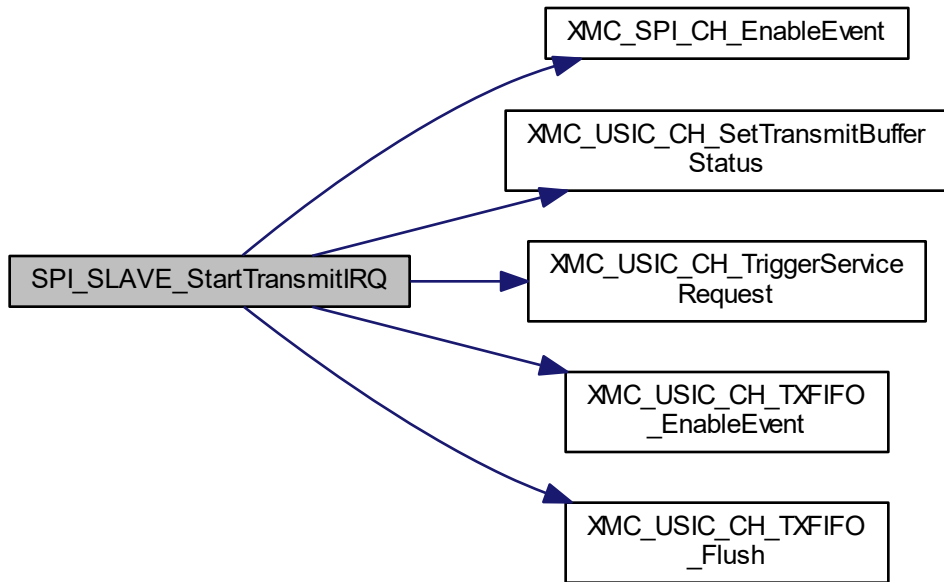 XMC_SPI_CH_EnableEvent
XMC_USIC_CH_SetTransmitBuffer
Status
SPI_SLAVE_StartTransmitIRQ
XMC_USIC_CH_TriggerService
Request
XMC_USIC_CH_TXFIFO
_EnableEvent
XMC_USIC_CH_TXFIFO
_Flush